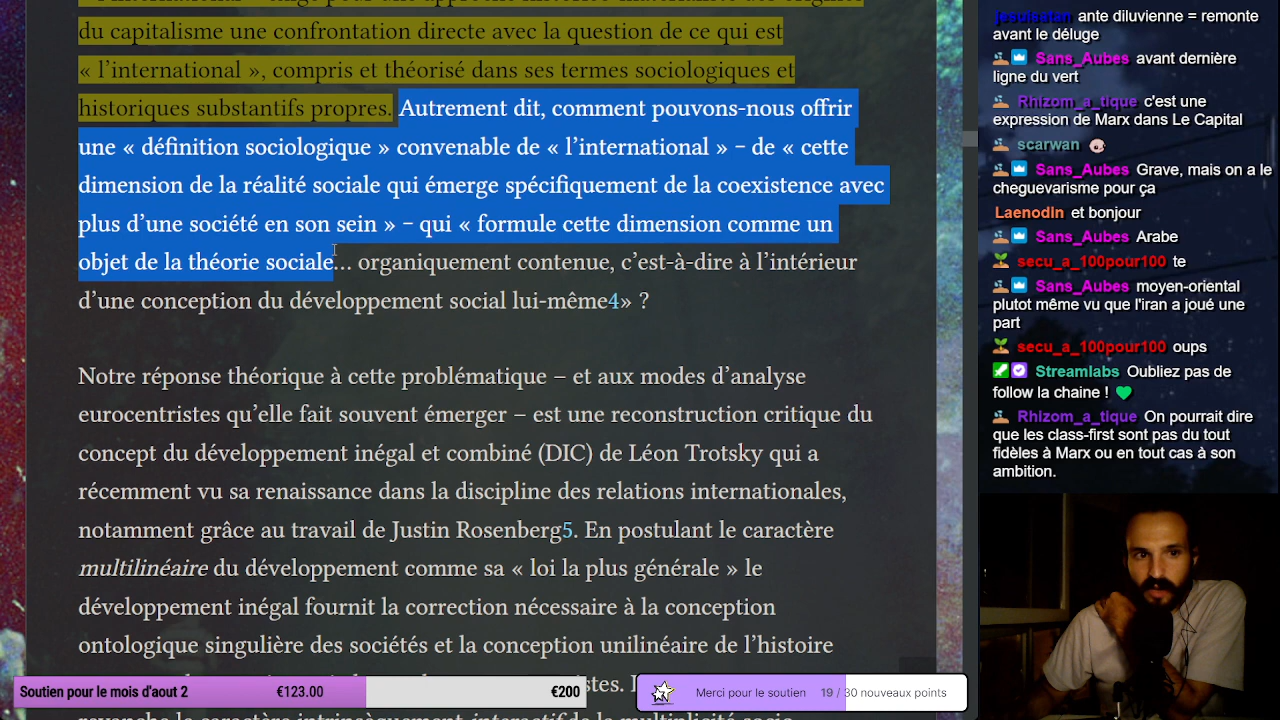 du capitalisme une confrontation directe avec la question de ce qui est
« l'international », compris et théorisé dans ses termes sociologiques et
historiques substantifs propres. Autrement dit, comment pouvons-nous offrir
une « définition sociologique » convenable de « l'international » – de « cette
dimension de la réalité sociale qui émerge spécifiquement de la coexistence avec
plus d'une société en son sein » – qui « formule cette dimension comme un
objet de la théorie sociale… organiquement contenue, c'est-à-dire à l'intérieur
d'une conception du développement social lui-même4» ?
Notre réponse théorique à cette problématique – et aux modes d'analyse
eurocentristes qu'elle fait souvent émerger – est une reconstruction critique du
concept du développement inégal et combiné (DIC) de Léon Trotsky qui a
récemment vu sa renaissance dans la discipline des relations internationales,
notamment grâce au travail de Justin Rosenberg5. En postulant le caractère
multilinéaire du développement comme sa « loi la plus générale » le
développement inégal fournit la correction nécessaire à la conception
ontologique singulière des sociétés et la conception unilinéaire de l'histoire
Soutien pour le mois d'aout 2 €123.00 €200
Merci pour le soutien 19 / 30 nouveaux points
jesuisatan ante diluvienne = remonte
avant le déluge
Sans_Aubes avant dernière
ligne du vert
Rhizom_a_tique c'est une
expression de Marx dans Le Capital
scarwan
Sans_Aubes Grave, mais on a le
cheguevarisme pour ça
Laenodin et bonjour
Sans_Aubes Arabe
secu_a_100pour100 te
Sans_Aubes moyen-oriental
plutot même vu que l'iran a joué une
part
secu_a_100pour100 oups
Streamlabs Oubliez pas de
follow la chaine !
Rhizom_a_tique On pourrait dire
que les class-first sont pas du tout
fidèles à Marx ou en tout cas à son
ambition.